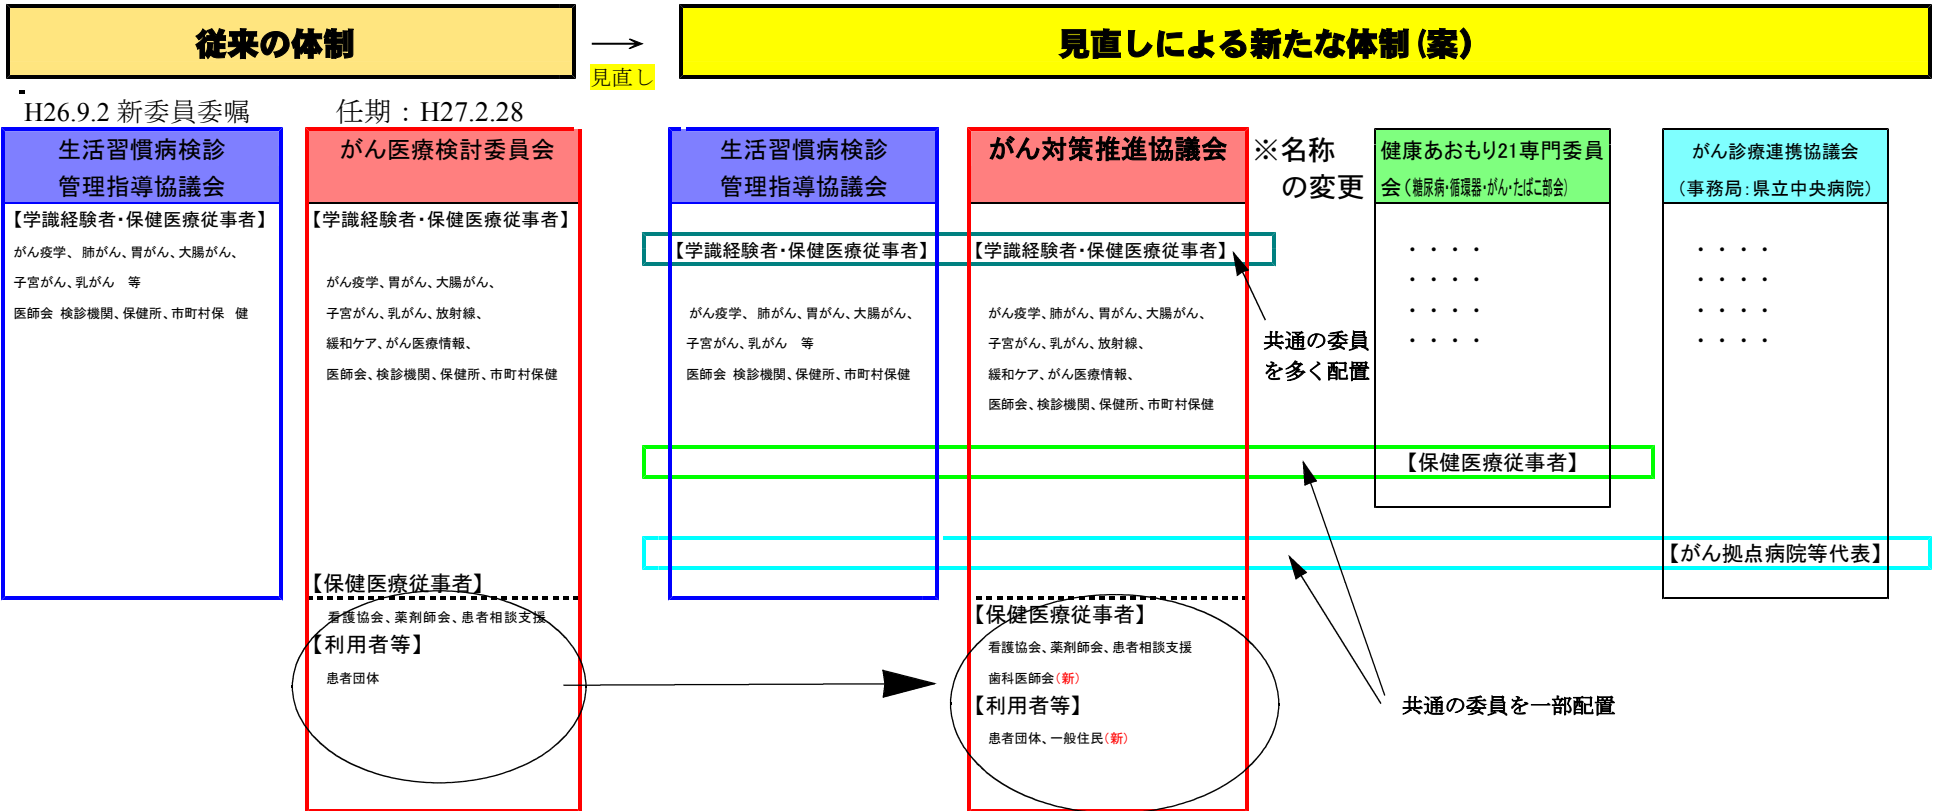 従来の体制
→
見直し
見直しによる新たな体制(案)
H26.9.2 新委員委嘱
任期：H27.2.28
生活習慣病検診
管理指導協議会
【学識経験者・保健医療従事者】
がん疫学、 肺がん、胃がん、大腸がん、
子宮がん、乳がん　等
医師会 検診機関、保健所、市町村保 健
がん医療検討委員会
【学識経験者・保健医療従事者】
がん疫学、胃がん、大腸がん、
子宮がん、乳がん、放射線、
緩和ケア、がん医療情報、
医師会、検診機関、保健所、市町村保健
【保健医療従事者】
看護協会、薬剤師会、患者相談支援
【利用者等】
患者団体
生活習慣病検診
管理指導協議会
【学識経験者・保健医療従事者】
がん疫学、 肺がん、胃がん、大腸がん、
子宮がん、乳がん　等
医師会 検診機関、保健所、市町村保健
がん対策推進協議会
※名称
の変更
【学識経験者・保健医療従事者】
がん疫学、肺がん、胃がん、大腸がん、
子宮がん、乳がん、放射線、
緩和ケア、がん医療情報、
医師会、検診機関、保健所、市町村保健
【保健医療従事者】
看護協会、薬剤師会、患者相談支援
歯科医師会(新)
【利用者等】
患者団体、一般住民(新)
共通の委員
を多く配置
健康あおもり21専門委員
会(糖尿病・循環器・がん・たばこ部会)
・・・・
・・・・
・・・・
・・・・
【保健医療従事者】
がん診療連携協議会
(事務局:県立中央病院)
・・・・
・・・・
・・・・
・・・・
【がん拠点病院等代表】
共通の委員を一部配置